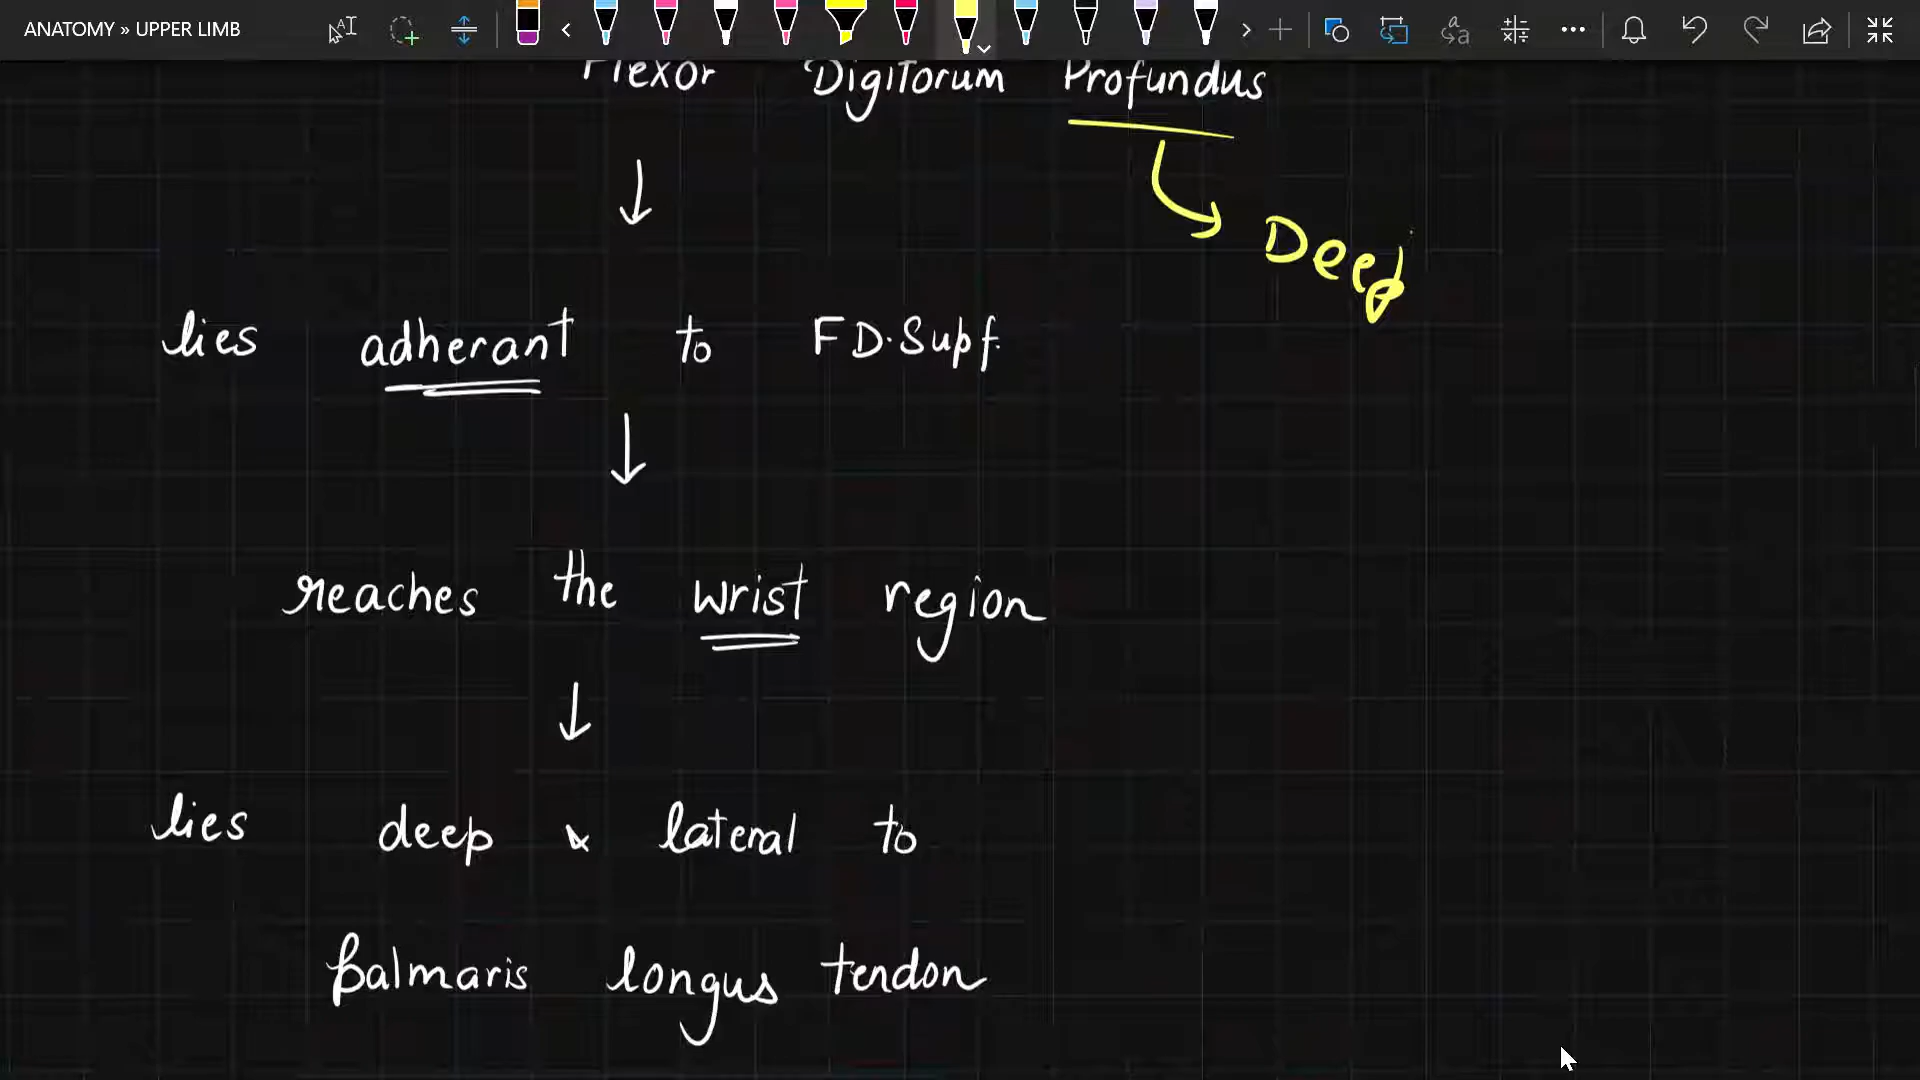 ANATOMY » UPPER LIMB
Flexor Digitorum Profundus
Deep
lies adherant to FD.Supf.
reaches the wrist region
lies deep & lateral to
Palmaris longus tendon